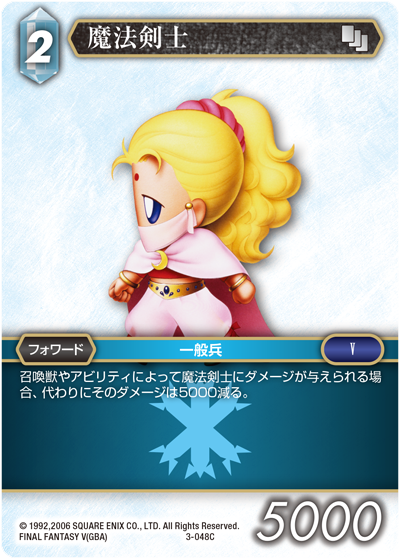 2
魔法剣士
フォワード
一般兵
V
召喚獣やアビリティによって魔法剣士にダメージが与えられる場
合、代わりにそのダメージは5000減る。
© 1992,2006 SQUARE ENIX CO., LTD. All Rights Reserved.
FINAL FANTASY V(GBA)
3-048C
5000